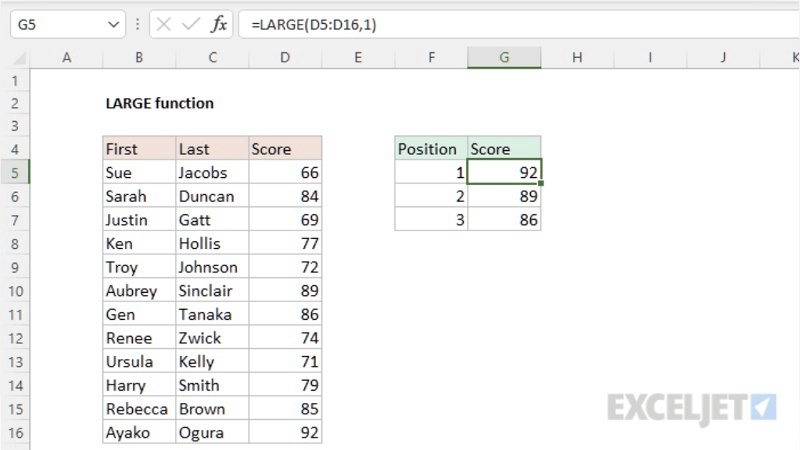 G5 fx =LARGE(D5:D16,1)
A B C D E F G H I J K
1
2 LARGE function
3
4 First Last Score Position Score
5 Sue Jacobs 66 1 92
6 Sarah Duncan 84 2 89
7 Justin Gatt 69 3 86
8 Ken Hollis 77
9 Troy Johnson 72
10 Aubrey Sinclair 89
11 Gen Tanaka 86
12 Renee Zwick 74
13 Ursula Kelly 71
14 Harry Smith 79
15 Rebecca Brown 85
16 Ayako Ogura 92
EXCELJET